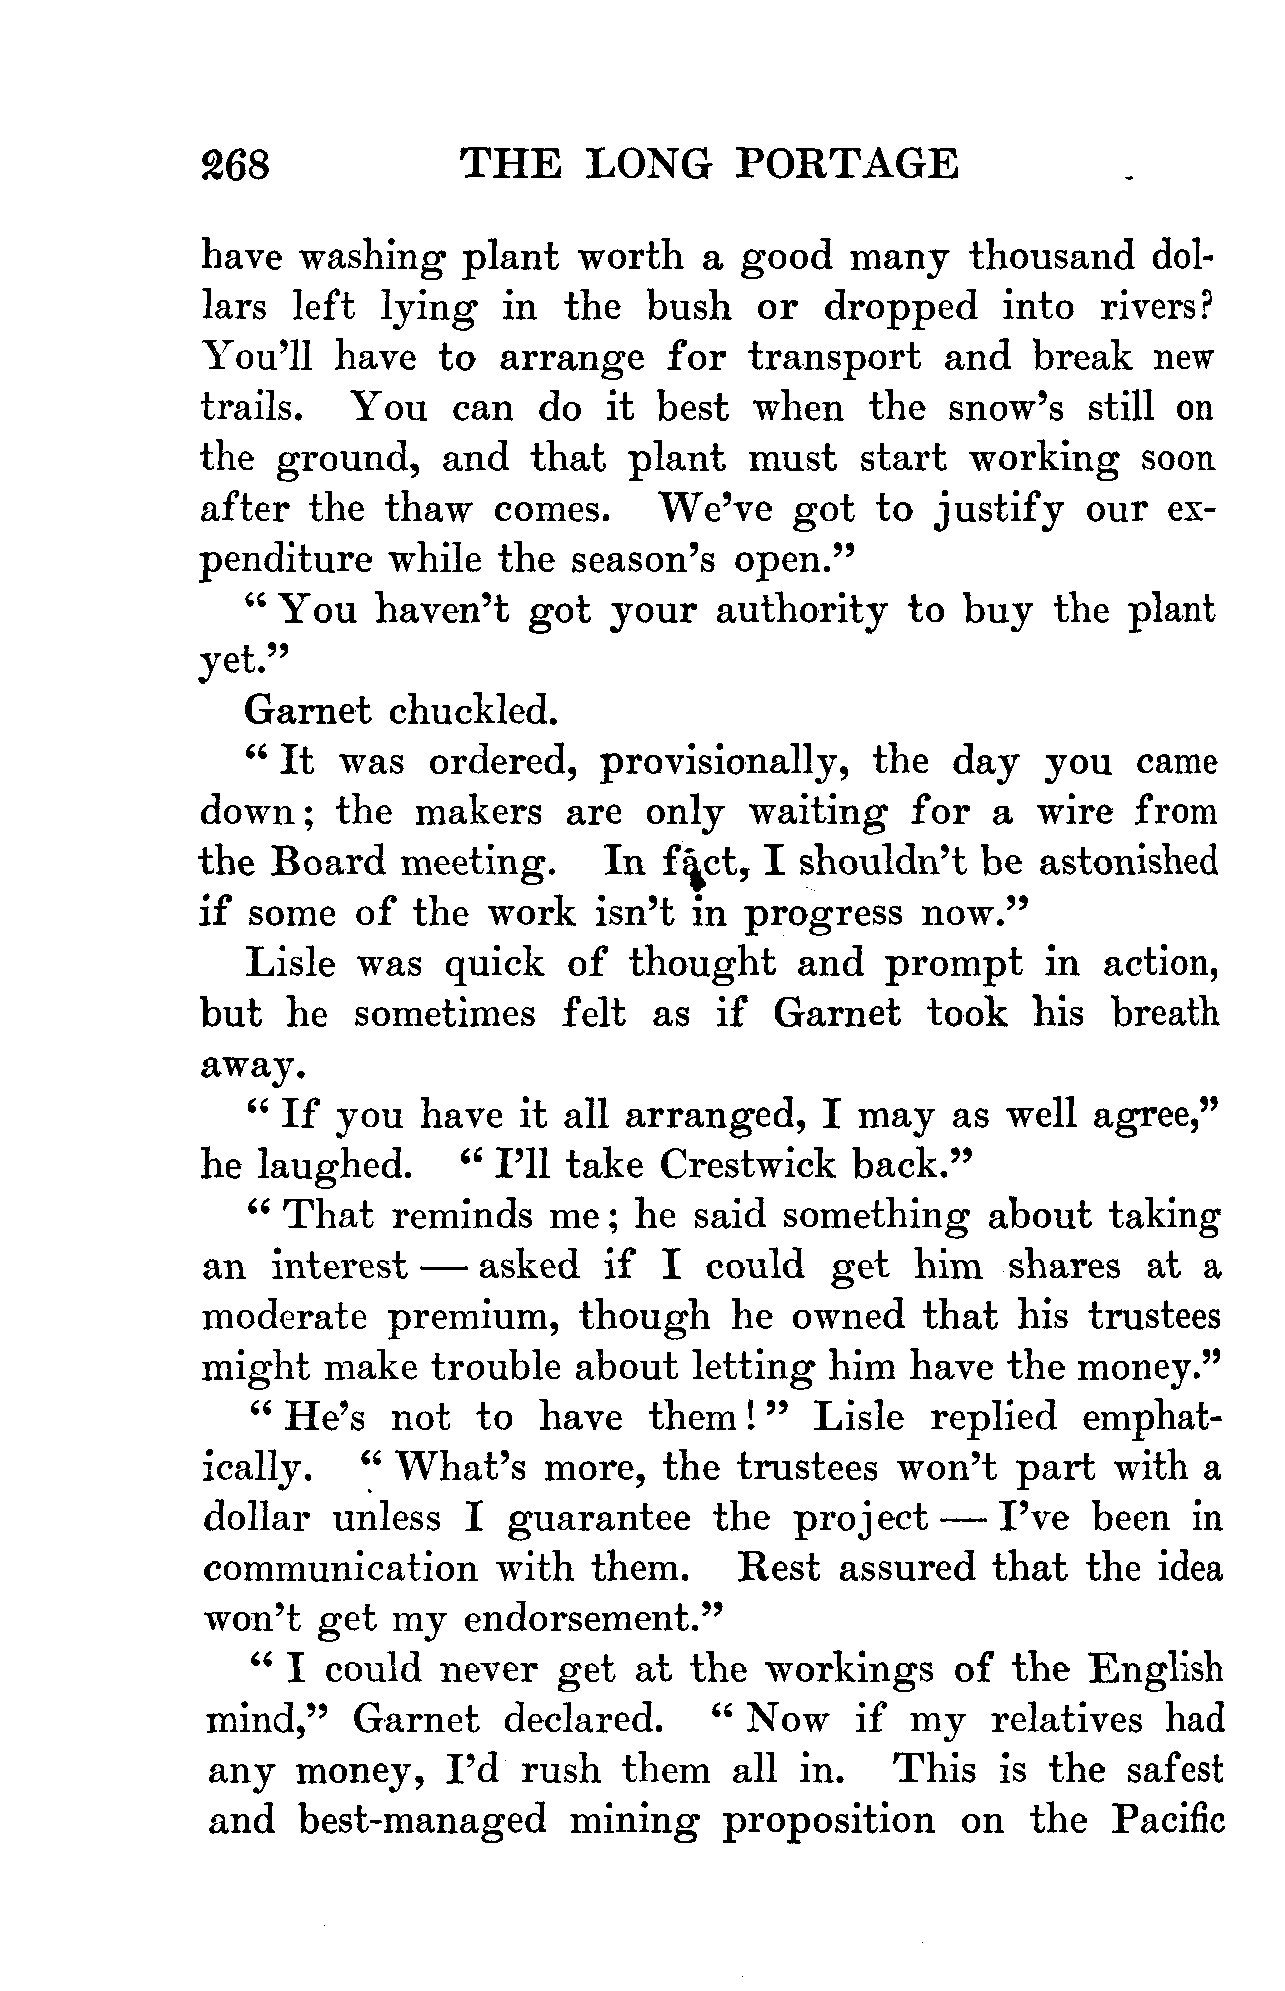 268 THE LONG PORTAGE
have washing plant worth a good many thousand dol-
lars left lying in the bush or dropped into rivers?
You'll have to arrange for transport and break new
trails. You can do it best when the snow's still on
the ground, and that plant must start working soon
after the thaw comes. We've got to justify our ex-
penditure while the season's open."
" You haven't got your authority to buy the plant
yet."
Garnet chuckled.
" It was ordered, provisionally, the day you came
down; the makers are only waiting for a wire from
the Board meeting. In fact, I shouldn't be astonished
if some of the work isn't in progress now."
Lisle was quick of thought and prompt in action,
but he sometimes felt as if Garnet took his breath
away.
" If you have it all arranged, I may as well agree,"
he laughed. " I'll take Crestwick back."
" That reminds me; he said something about taking
an interest — asked if I could get him shares at a
moderate premium, though he owned that his trustees
might make trouble about letting him have the money."
" He's not to have them! " Lisle replied emphat-
ically. " What's more, the trustees won't part with a
dollar unless I guarantee the project — I've been in
communication with them. Rest assured that the idea
won't get my endorsement."
" I could never get at the workings of the English
mind," Garnet declared. " Now if my relatives had
any money, I'd rush them all in. This is the safest
and best-managed mining proposition on the Pacific